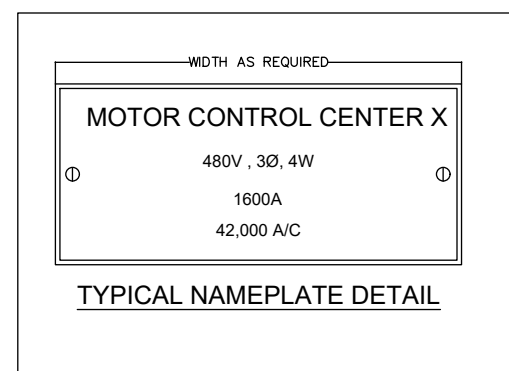 WIDTH AS REQUIRED
MOTOR CONTROL CENTER X
480V , 3Ø, 4W
1600A
42,000 A/C
TYPICAL NAMEPLATE DETAIL